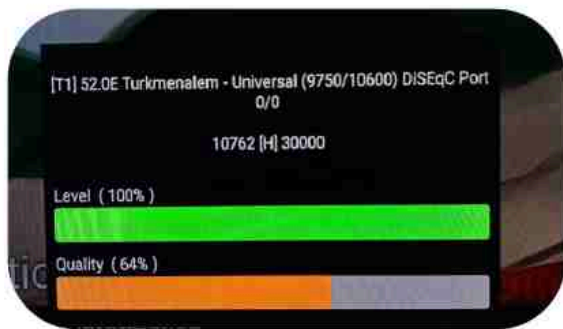 [T1] 52.0E Turkmenalem - Universal (9750/10600) DiSEqC Port
0/0
10762 [H] 30000
Level ( 100% )
Quality ( 64% )